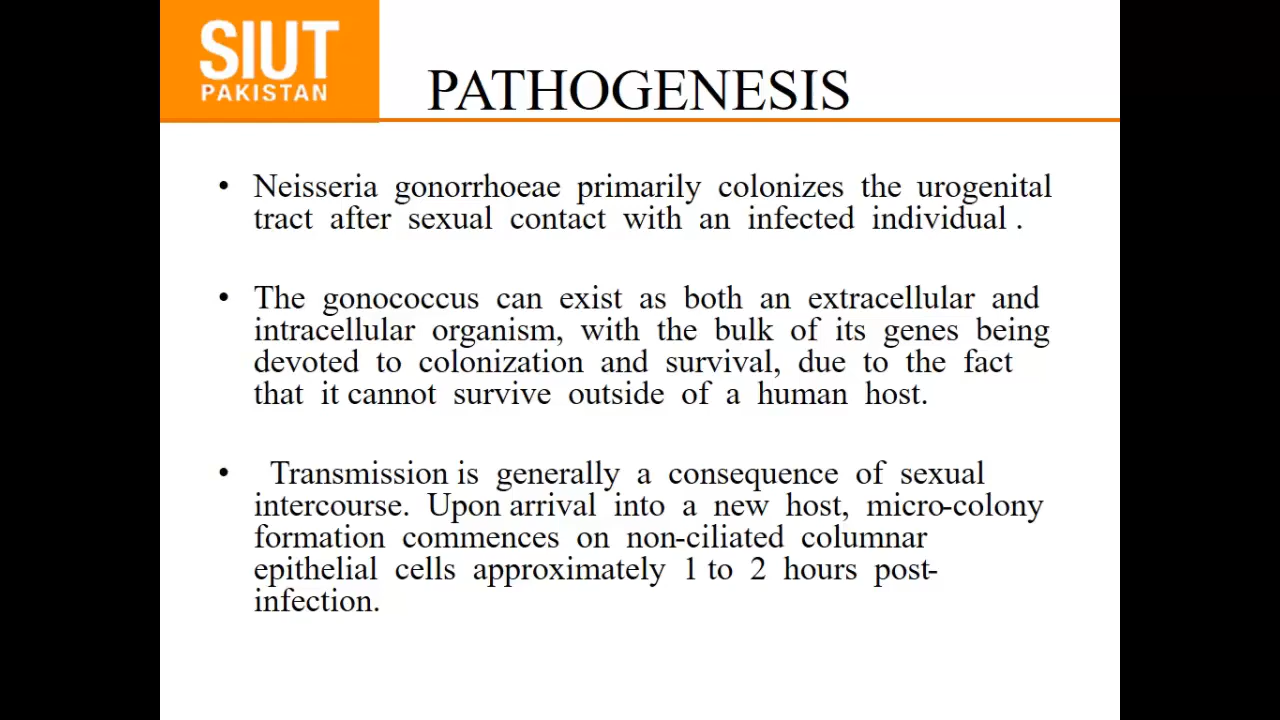 SIUT
PAKISTAN
PATHOGENESIS
• Neisseria gonorrhoeae primarily colonizes the urogenital
tract after sexual contact with an infected individual .
• The gonococcus can exist as both an extracellular and
intracellular organism, with the bulk of its genes being
devoted to colonization and survival, due to the fact
that it cannot survive outside of a human host.
• Transmission is generally a consequence of sexual
intercourse. Upon arrival into a new host, micro-colony
formation commences on non-ciliated columnar
epithelial cells approximately 1 to 2 hours post-
infection.